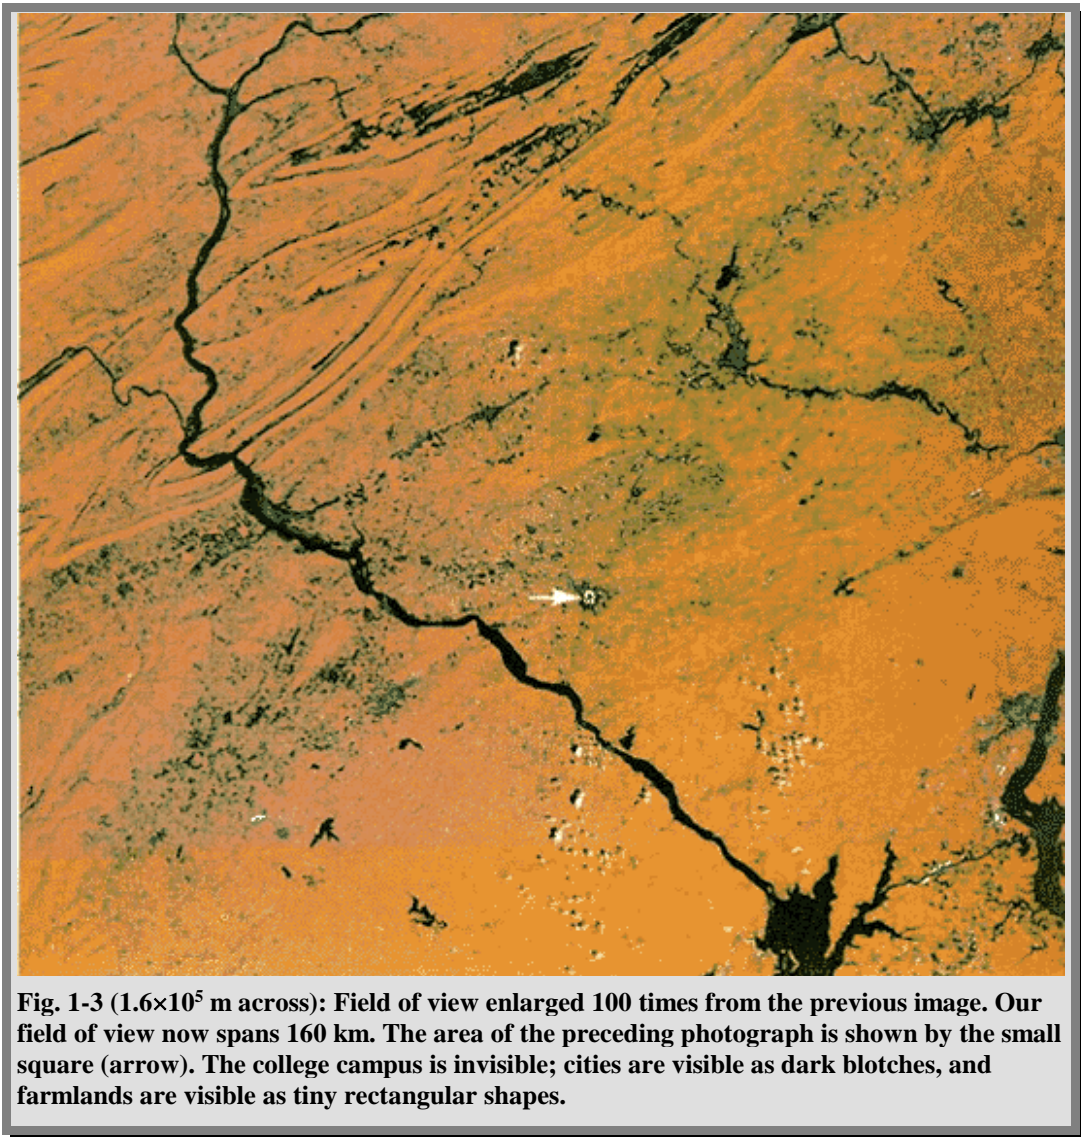 Fig. 1-3 (1.6×10⁵ m across): Field of view enlarged 100 times from the previous image. Our
field of view now spans 160 km. The area of the preceding photograph is shown by the small
square (arrow). The college campus is invisible; cities are visible as dark blotches, and
farmlands are visible as tiny rectangular shapes.